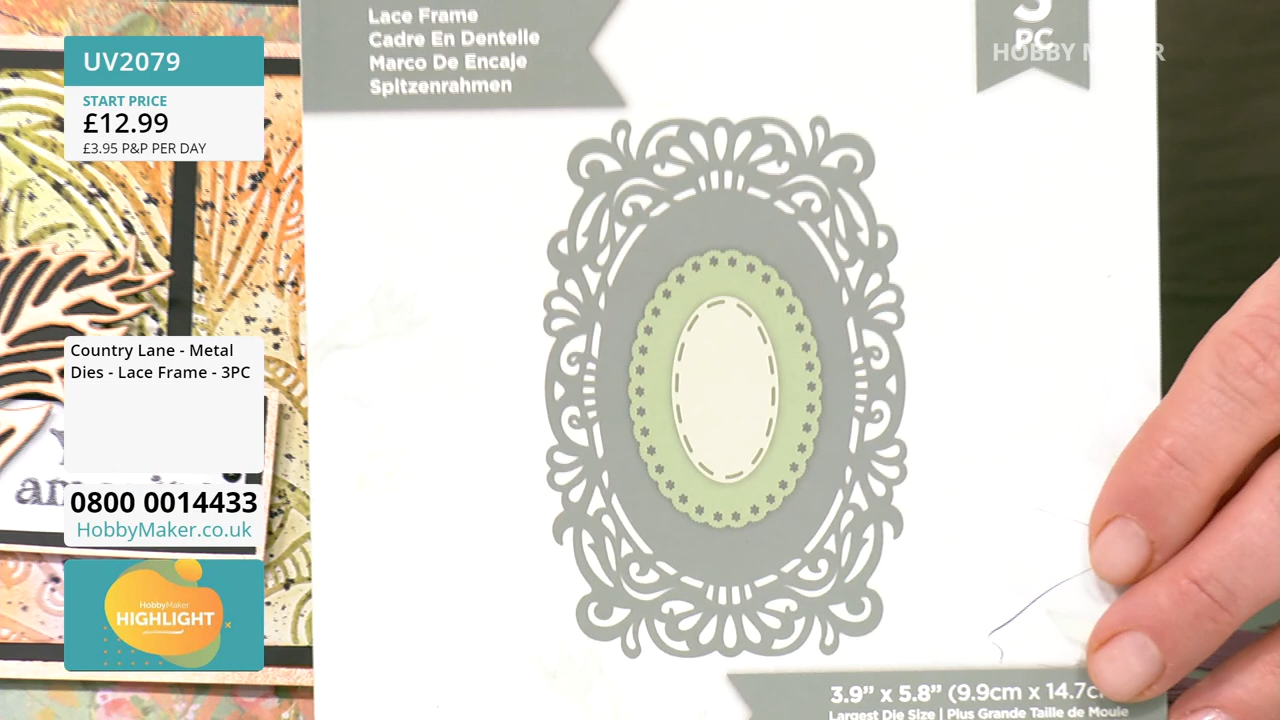 UV2079
START PRICE
£12.99
£3.95 P&P PER DAY
Country Lane - Metal
Dies - Lace Frame - 3PC
0800 0014433
HobbyMaker.co.uk
HobbyMaker
HIGHLIGHT
Lace Frame
Cadre En Dentelle
Marco De Encaje
Spitzenrahmen
PC
HOBBY MAKER
3.9” x 5.8” (9.9cm x 14.7c
Largest Die Size | Plus Grande Taille de Moule